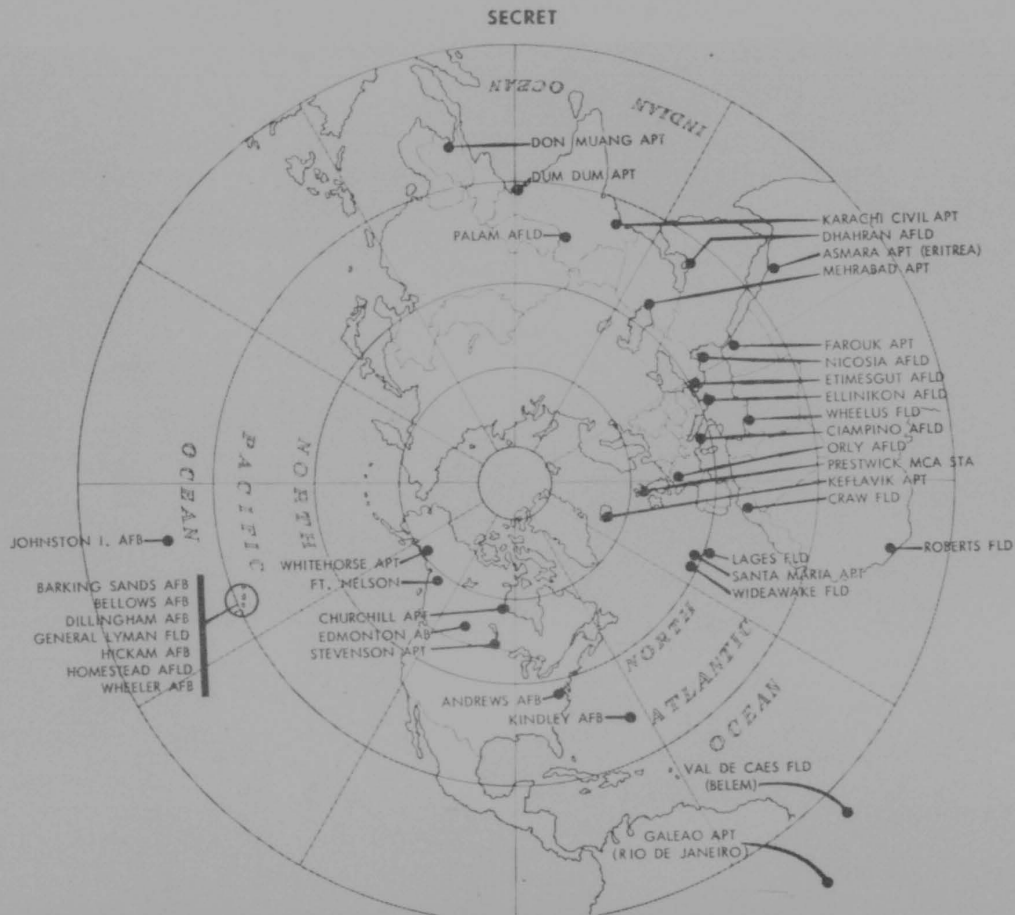 SECRET
INDIAN
OCEAN
DON MUANG APT
DUM DUM APT
PALAM AFLD
KARACHI CIVIL APT
DHAHRAN AFLD
ASMARA APT (ERITREA)
MEHRABAD APT
FAROUK APT
NICOSIA AFLD
ETIMESGUT AFLD
ELLINIKON AFLD
WHEELUS FLD
CIAMPINO AFLD
ORLY AFLD
PRESTWICK MCA STA
KEFLAVIK APT
CRAW FLD
ROBERTS FLD
NORTH
PACIFIC
OCEAN
JOHNSTON I. AFB
BARKING SANDS AFB
BELLOWS AFB
DILLINGHAM AFB
GENERAL LYMAN FLD
HICKAM AFB
HOMESTEAD AFLD
WHEELER AFB
WHITEHORSE APT
FT. NELSON
CHURCHILL APT
EDMONTON AB
STEVENSON APT
LAGES FLD
SANTA MARIA APT
WIDEAWAKE FLD
ANDREWS AFB
KINDLEY AFB
NORTH
ATLANTIC
OCEAN
VAL DE CAES FLD
(BELEM)
GALEAO APT
(RIO DE JANEIRO)